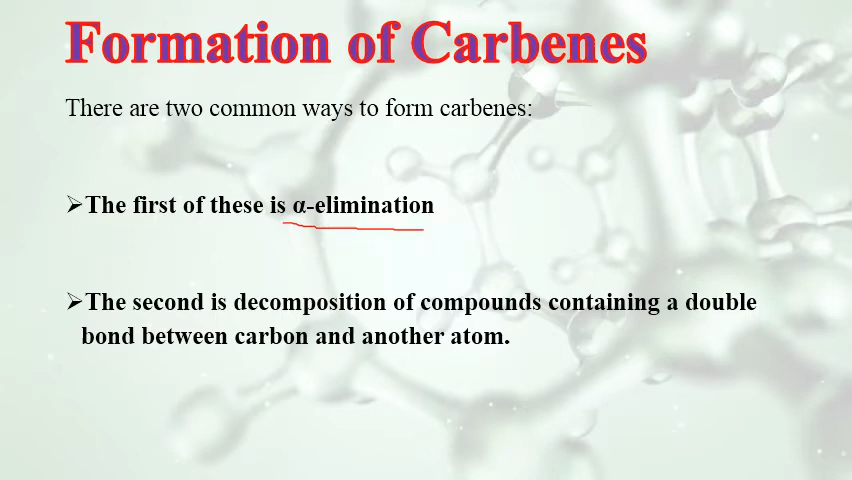 Formation of Carbenes
There are two common ways to form carbenes:
➢The first of these is α-elimination
➢The second is decomposition of compounds containing a double
bond between carbon and another atom.